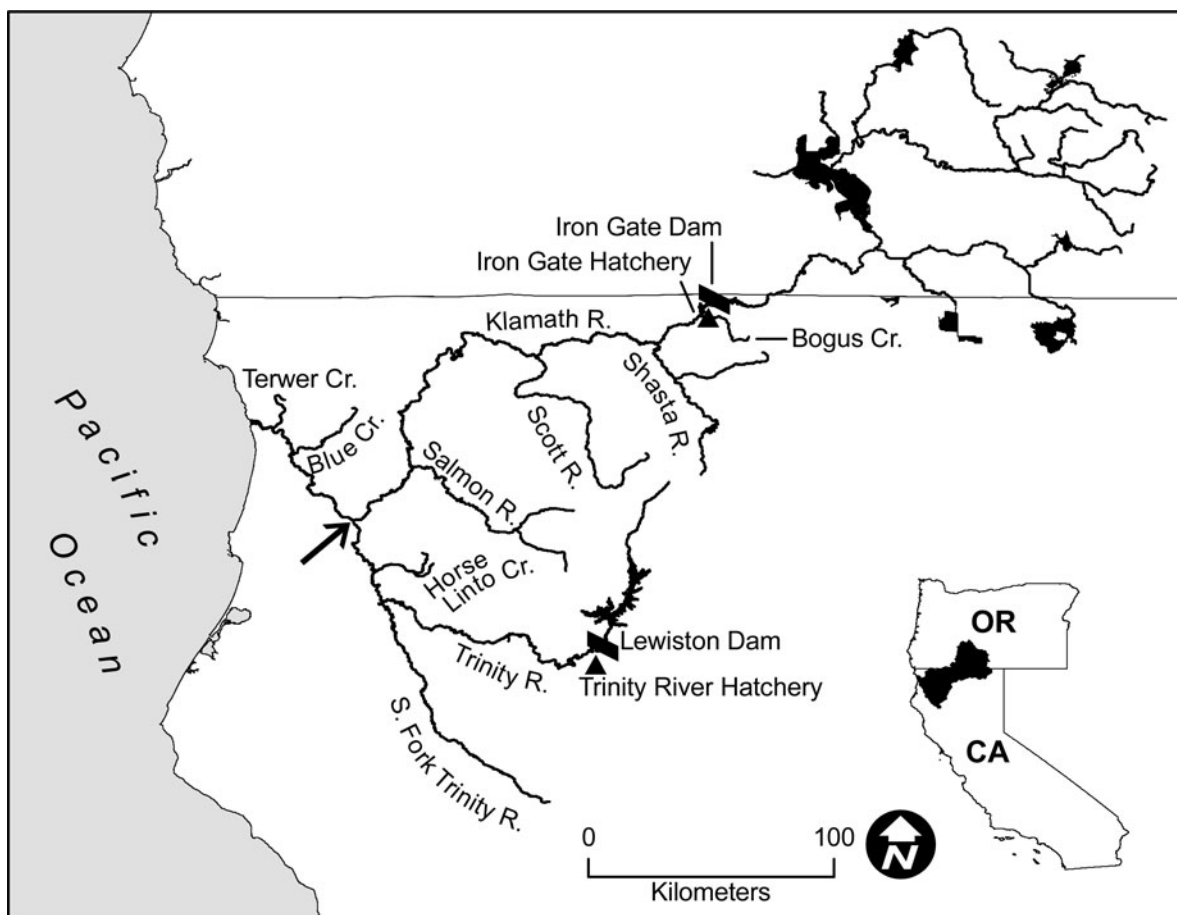 Iron Gate Dam
Iron Gate Hatchery
Klamath R.
Bogus Cr.
Shasta R.
Terwer Cr.
Blue Cr.
Scott R.
Salmon R.
Pacific
Ocean
Horse
Linto Cr.
Lewiston Dam
Trinity R.
Trinity River Hatchery
S. Fork Trinity R.
OR
CA
0 100
Kilometers
N